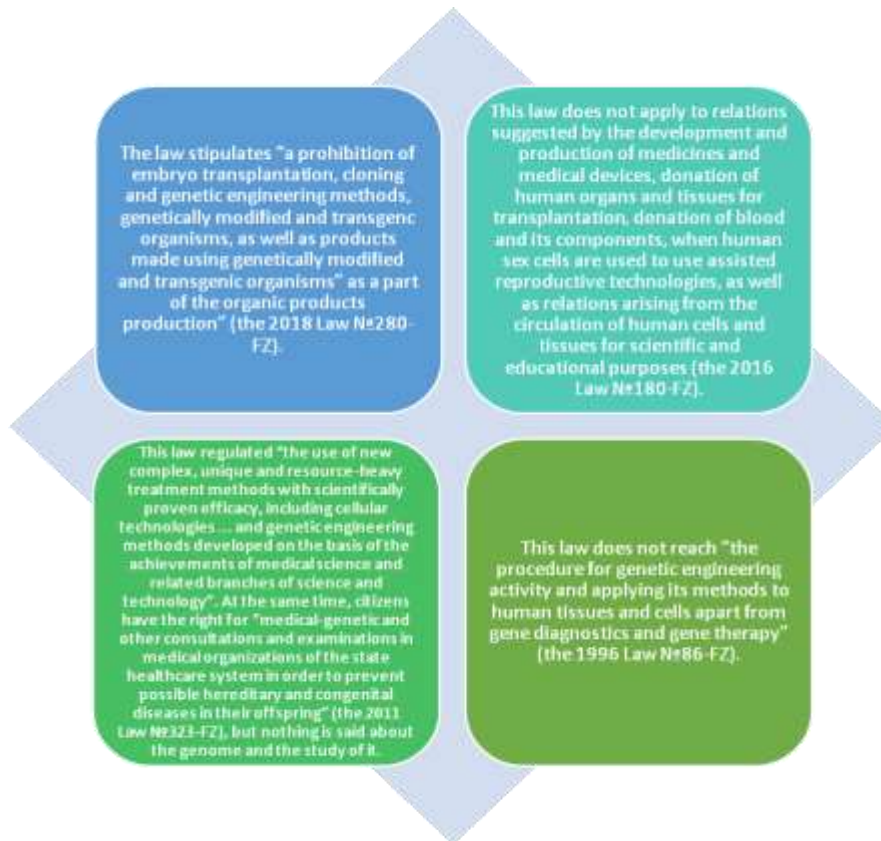 The law stipulates "a prohibition of
embryo transplantation, cloning
and genetic engineering methods,
genetically modified and transgenc
organisms, as well as products
made using genetically modified
and transgenic organisms" as a part
of the organic products
production" (the 2018 Law №280-
FZ).
This law does not apply to relations
suggested by the development and
production of medicines and
medical devices, donation of
human organs and tissues for
transplantation, donation of blood
and its components, when human
sex cells are used to use assisted
reproductive technologies, as well
as relations arising from the
circulation of human cells and
tissues for scientific and
educational purposes (the 2016
Law №180-FZ).
This law regulated "the use of new
complex, unique and resource-heavy
treatment methods with scientifically
proven efficacy, including cellular
technologies ... and genetic engineering
methods developed on the basis of the
achievements of medical science and
related branches of science and
technology". At the same time, citizens
have the right for "medical-genetic and
other consultations and examinations in
medical organizations of the state
healthcare system in order to prevent
possible hereditary and congenital
diseases in their offspring" (the 2011
Law №323-FZ), but nothing is said about
the genome and the study of it.
This law does not reach "the
procedure for genetic engineering
activity and applying its methods to
human tissues and cells apart from
gene diagnostics and gene therapy"
(the 1996 Law №86-FZ).